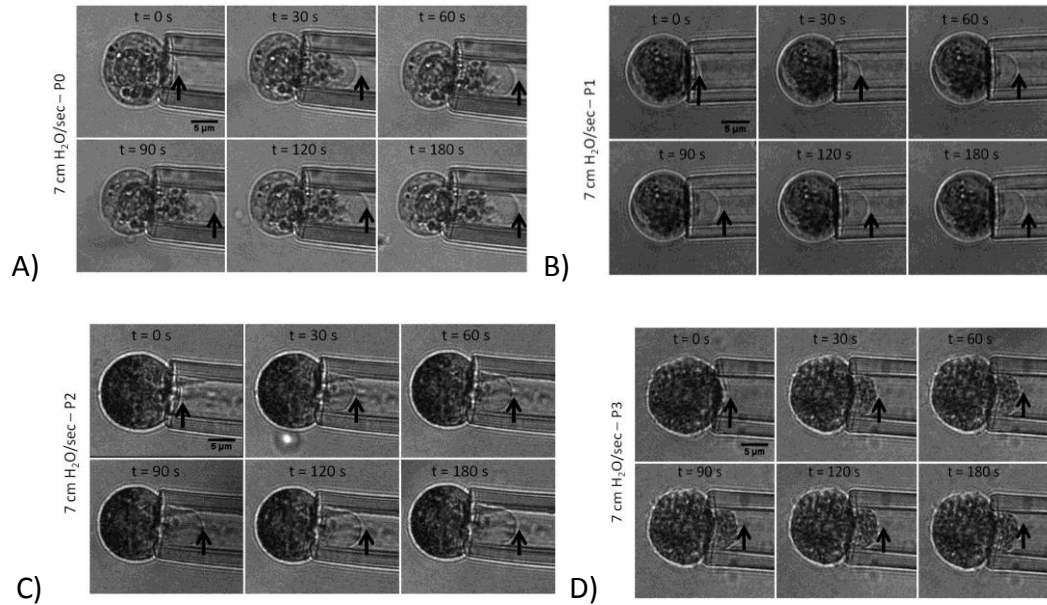 A)
7 cm H₂O/sec – P0
t = 0 s
t = 30 s
t = 60 s
5 µm
t = 90 s
t = 120 s
t = 180 s
B)
7 cm H₂O/sec – P1
t = 0 s
t = 30 s
t = 60 s
5 µm
t = 90 s
t = 120 s
t = 180 s
C)
7 cm H₂O/sec – P2
t = 0 s
t = 30 s
t = 60 s
5 µm
t = 90 s
t = 120 s
t = 180 s
D)
7 cm H₂O/sec – P3
t = 0 s
t = 30 s
t = 60 s
5 µm
t = 90 s
t = 120 s
t = 180 s